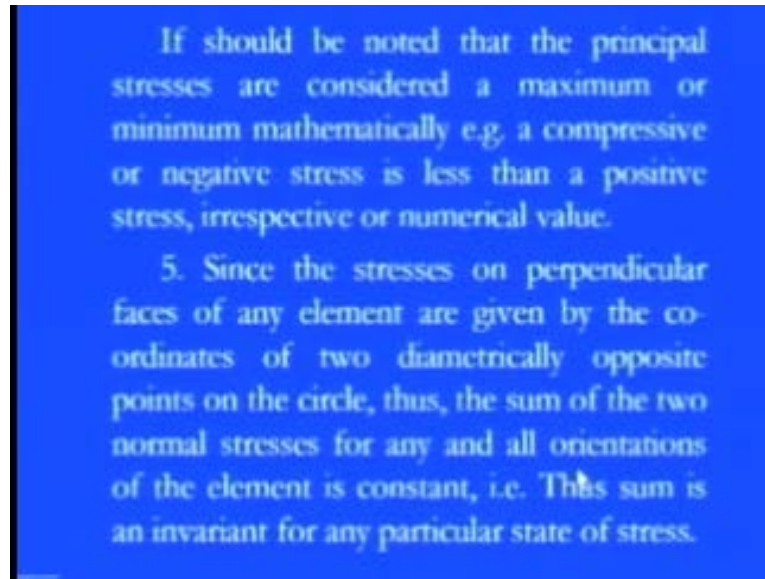 If should be noted that the principal
stresses are considered a maximum or
minimum mathematically e.g. a compressive
or negative stress is less than a positive
stress, irrespective or numerical value.
5. Since the stresses on perpendicular
faces of any element are given by the co-
ordinates of two diametrically opposite
points on the circle, thus, the sum of the two
normal stresses for any and all orientations
of the element is constant, i.e. Thus sum is
an invariant for any particular state of stress.